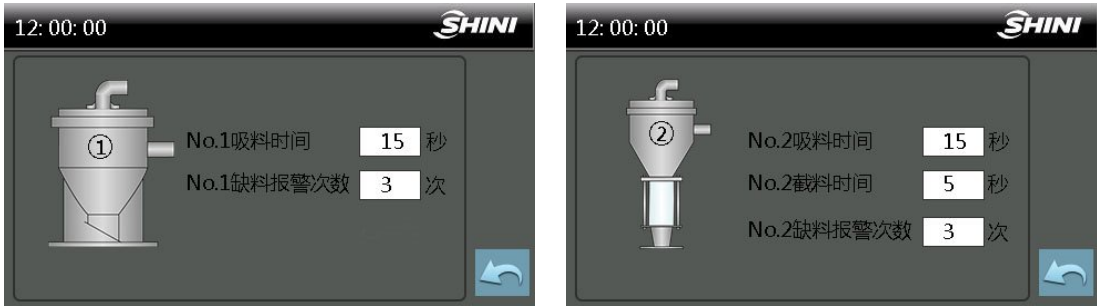 12:00:00
SHINI
①
No.1吸料时间 15 秒
No.1缺料报警次数 3 次
12:00:00
SHINI
②
No.2吸料时间 15 秒
No.2截料时间 5 秒
No.2缺料报警次数 3 次